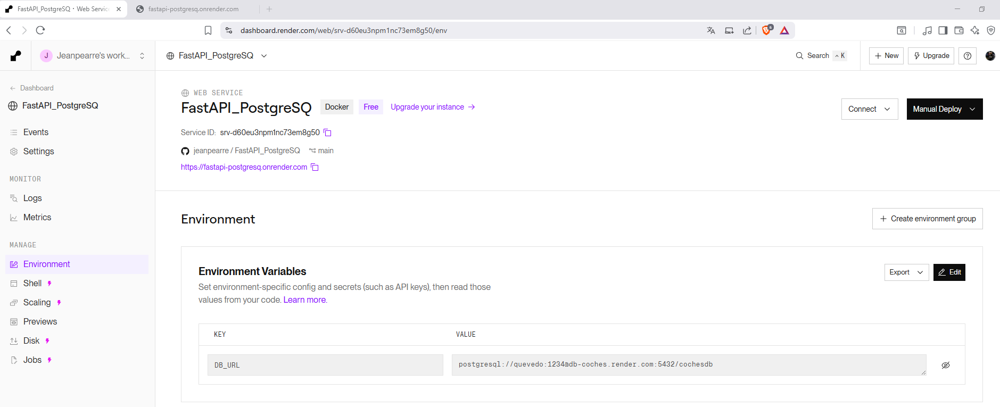 FastAPI_PostgreSQ · Web Servic
fastapi-postgresq.onrender.com
dashboard.render.com/web/srv-d60eu3npm1nc73em8g50/env
6
J
Jeanpearre's work...
FastAPI_PostgreSQ
Search
K
+ New
Upgrade
← Dashboard
FastAPI_PostgreSQ
Events
Settings
MONITOR
Logs
Metrics
MANAGE
Environment
Shell
Scaling
Previews
Disk
Jobs
WEB SERVICE
FastAPI_PostgreSQ
Docker
Free
Upgrade your instance →
Connect
Manual Deploy
Service ID: srv-d60eu3npm1nc73em8g50
jeanpearre / FastAPI_PostgreSQ
main
https://fastapi-postgresq.onrender.com
Environment
+ Create environment group
Environment Variables
Export
Edit
Set environment-specific config and secrets (such as API keys), then read those
values from your code. Learn more.
KEY
VALUE
DB_URL
postgresql://quevedo:1234@db-coches.render.com:5432/cochesdb